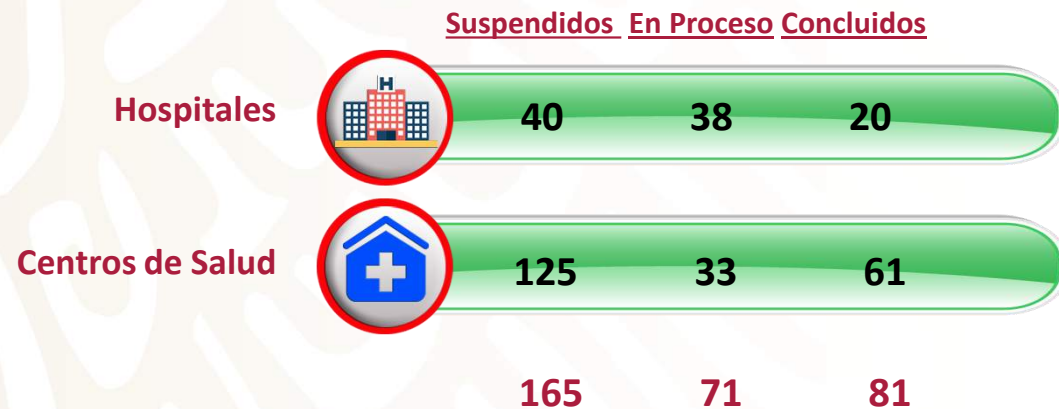 Suspendidos En Proceso Concluidos
H
Hospitales 40 38 20
Centros de Salud 125 33 61
165 71 81